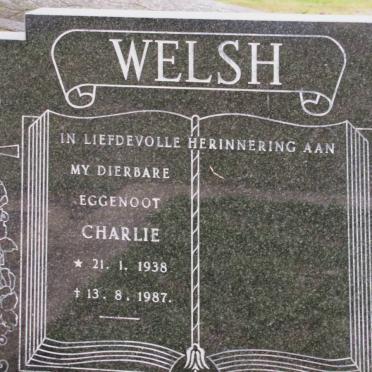 WELSH
IN LIEFDEVOLLE HERINNERING AAN
MY DIERBARE
EGGENOOT
CHARLIE
★ 21. 1. 1938
† 13. 8. 1987.